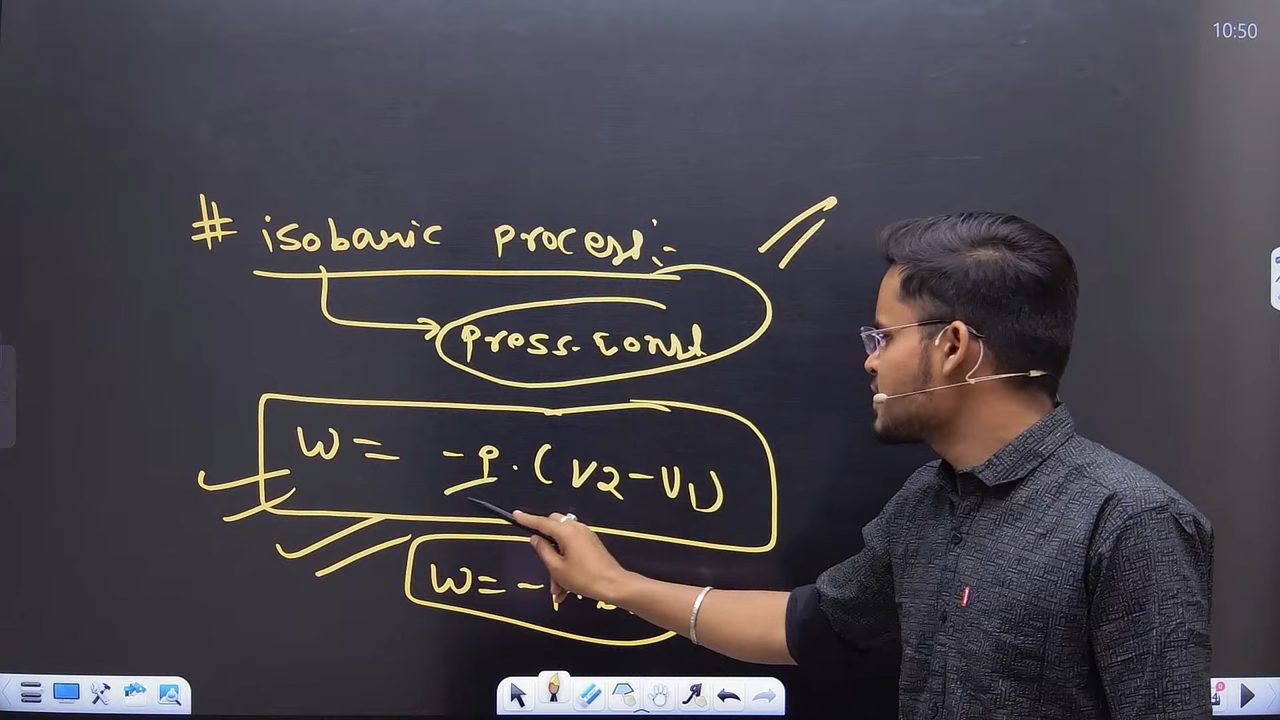 10:50
# isobaric process:-
press. const
W = -P. (V2-V1)
W = -P.